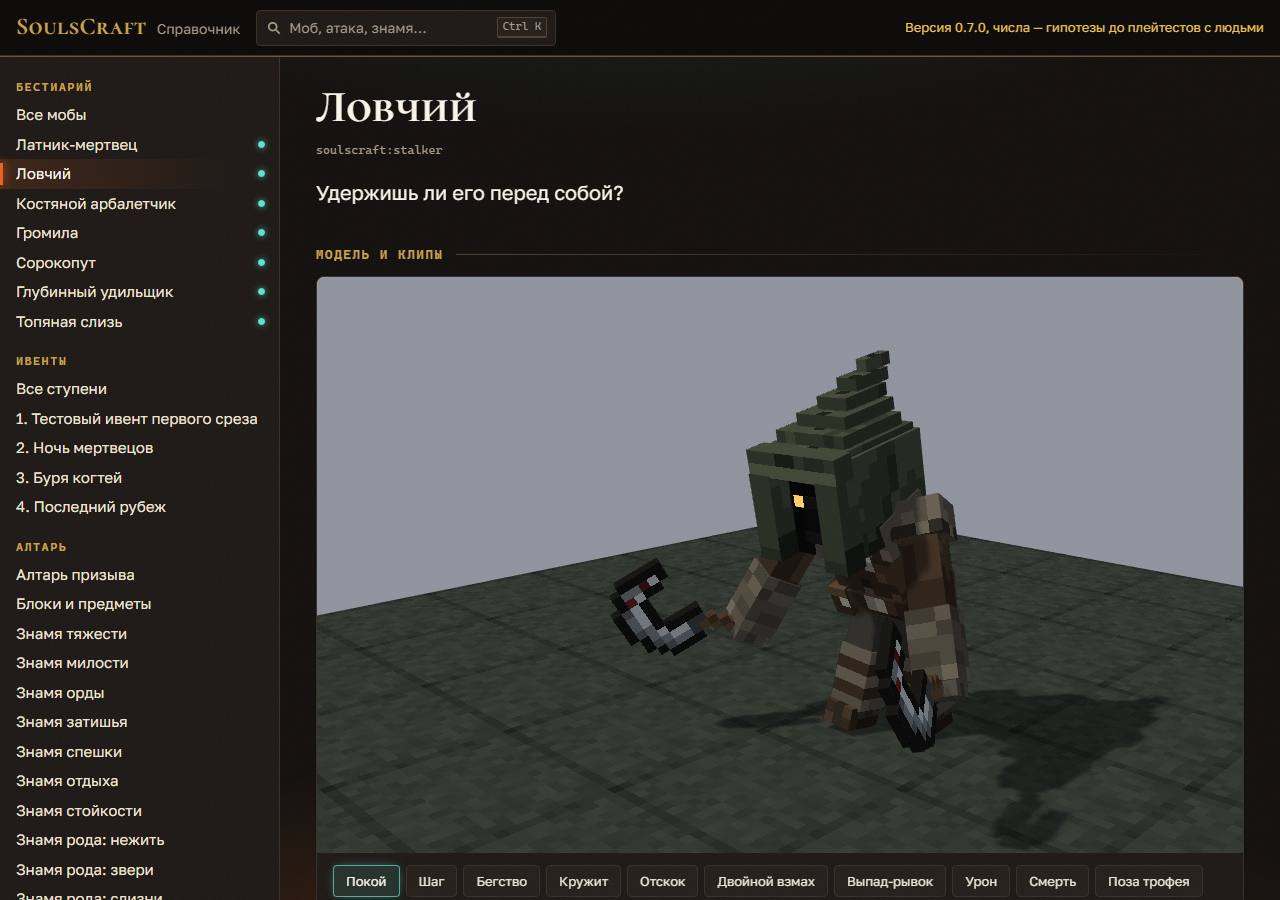 SOULSCRAFT Справочник Моб, атака, знамя... Ctrl K Версия 0.7.0, числа — гипотезы до плейтестов с людьми
БЕСТИАРИЙ
Все мобы
Латник-мертвец
Ловчий
Костяной арбалетчик
Громила
Сорокопут
Глубинный удильщик
Топяная слизь
ИВЕНТЫ
Все ступени
1. Тестовый ивент первого среза
2. Ночь мертвецов
3. Буря когтей
4. Последний рубеж
АЛТАРЬ
Алтарь призыва
Блоки и предметы
Знамя тяжести
Знамя милости
Знамя орды
Знамя затишья
Знамя спешки
Знамя отдыха
Знамя стойкости
Знамя рода: нежить
Знамя рода: звери
Знамя рода: слизни
Ловчий
soulscraft:stalker
Удержишь ли его перед собой?
МОДЕЛЬ И КЛИПЫ
Покой Шаг Бегство Кружит Отскок Двойной взмах Выпад-рывок Урон Смерть Поза трофея